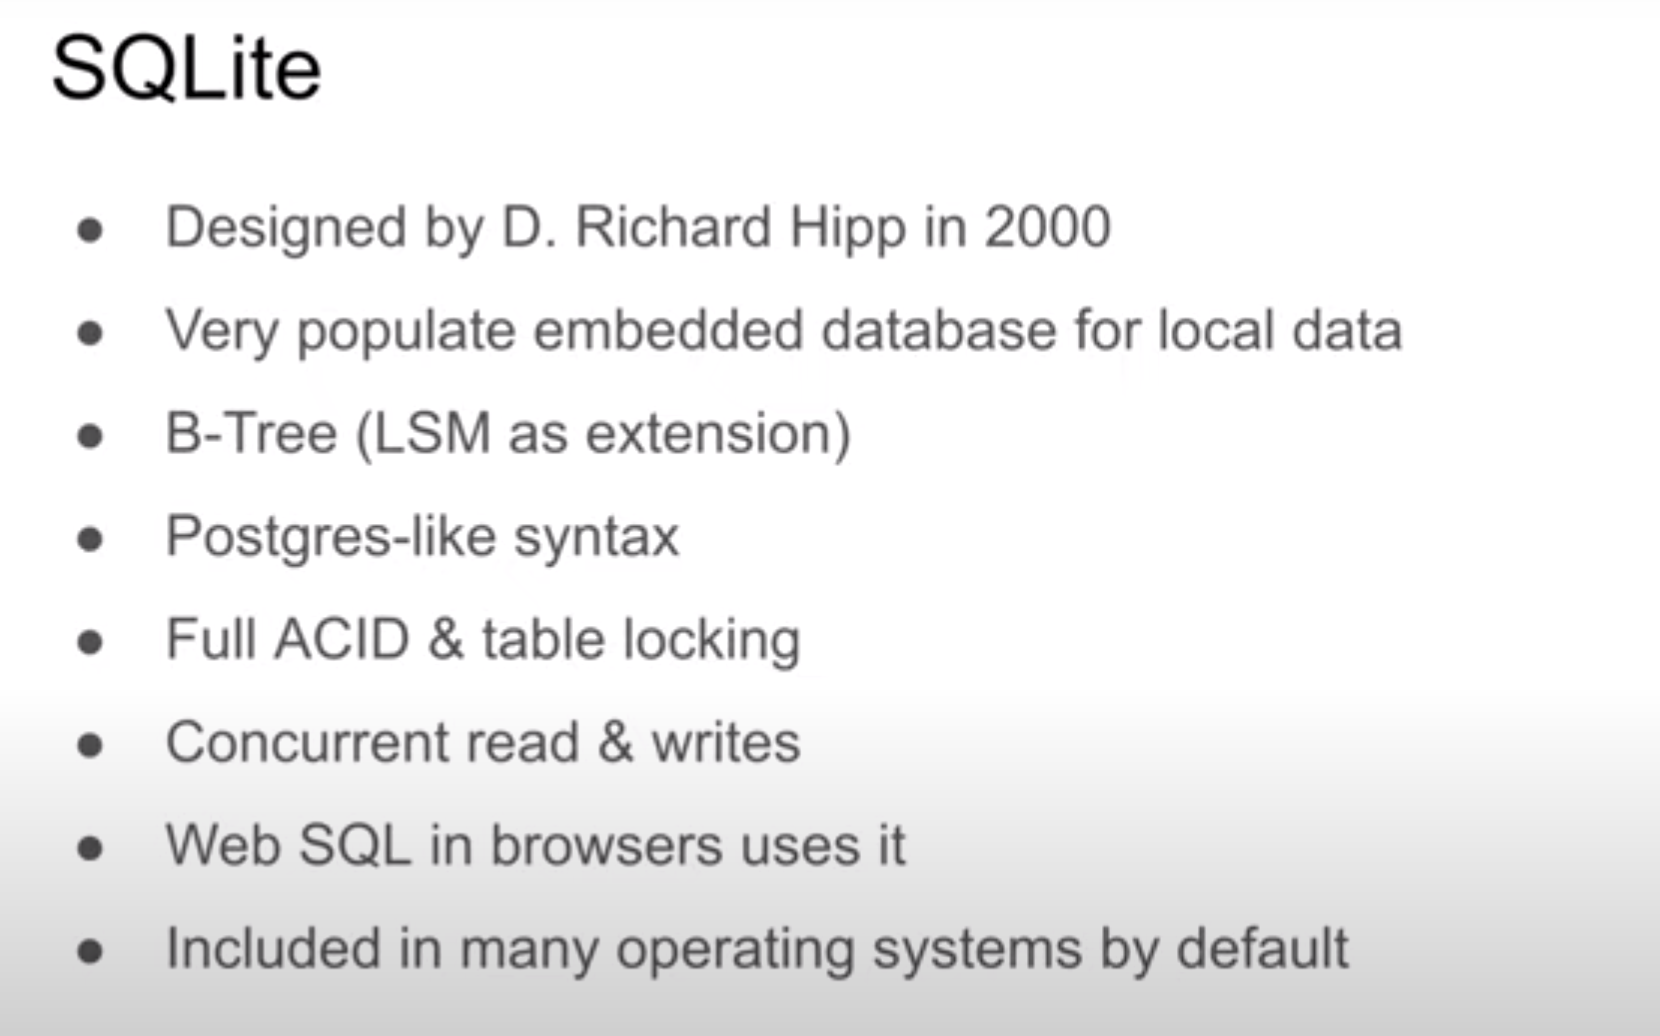 SQLite
● Designed by D. Richard Hipp in 2000
● Very populate embedded database for local data
● B-Tree (LSM as extension)
● Postgres-like syntax
● Full ACID & table locking
● Concurrent read & writes
● Web SQL in browsers uses it
● Included in many operating systems by default